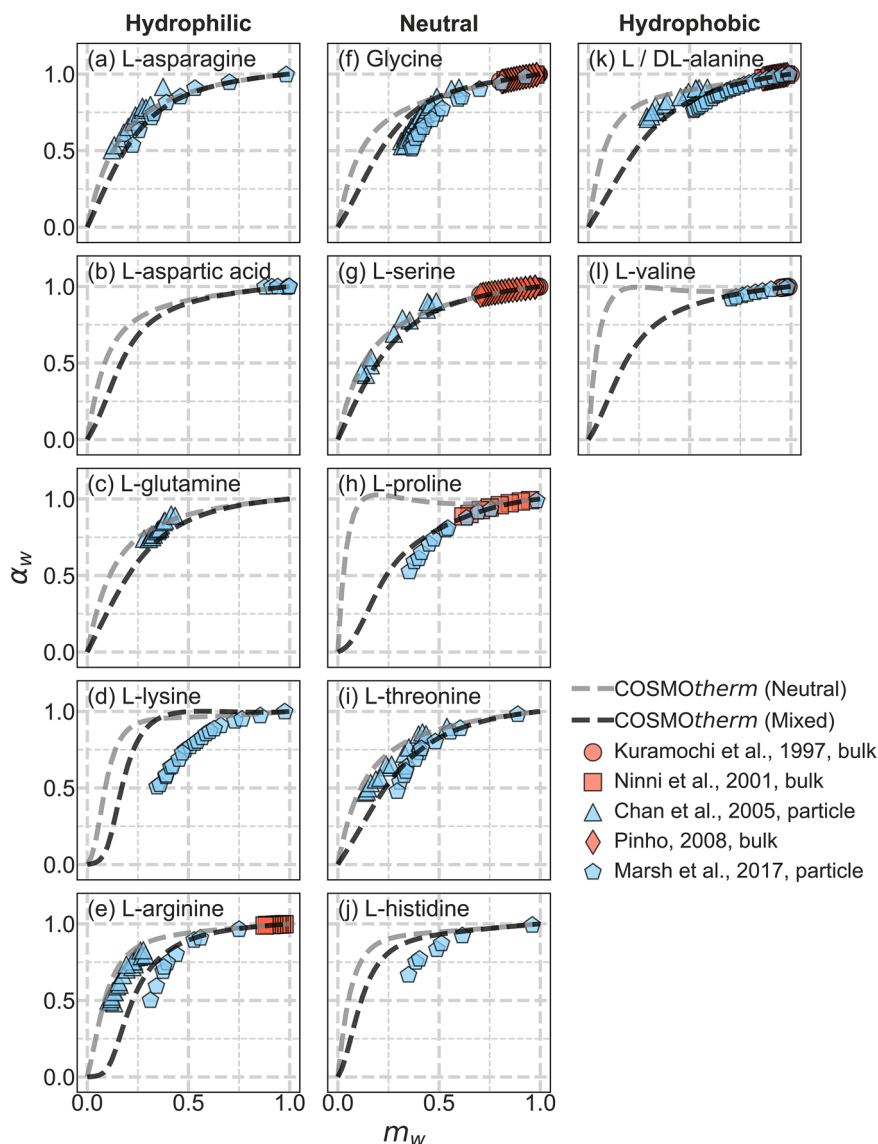 Hydrophilic Neutral Hydrophobic
(a) L-asparagine (f) Glycine (k) L / DL-alanine
1.0
0.5
0.0
(b) L-aspartic acid (g) L-serine (l) L-valine
1.0
0.5
0.0
(c) L-glutamine (h) L-proline
1.0
0.5
0.0
αw
(d) L-lysine (i) L-threonine
1.0
0.5
0.0
COSMOtherm (Neutral)
COSMOtherm (Mixed)
Kuramochi et al., 1997, bulk
Ninni et al., 2001, bulk
Chan et al., 2005, particle
Pinho, 2008, bulk
Marsh et al., 2017, particle
(e) L-arginine (j) L-histidine
1.0
0.5
0.0
0.0 0.5 1.0 0.0 0.5 1.0
mw